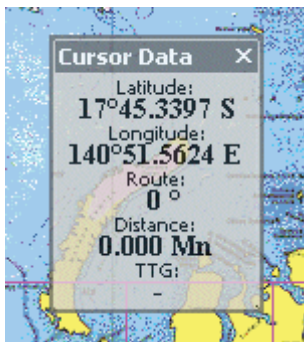 Cursor Data ×
Latitude:
17°45.3397 S
Longitude:
140°51.5624 E
Route:
0 °
Distance:
0.000 Mn
TTG:
-